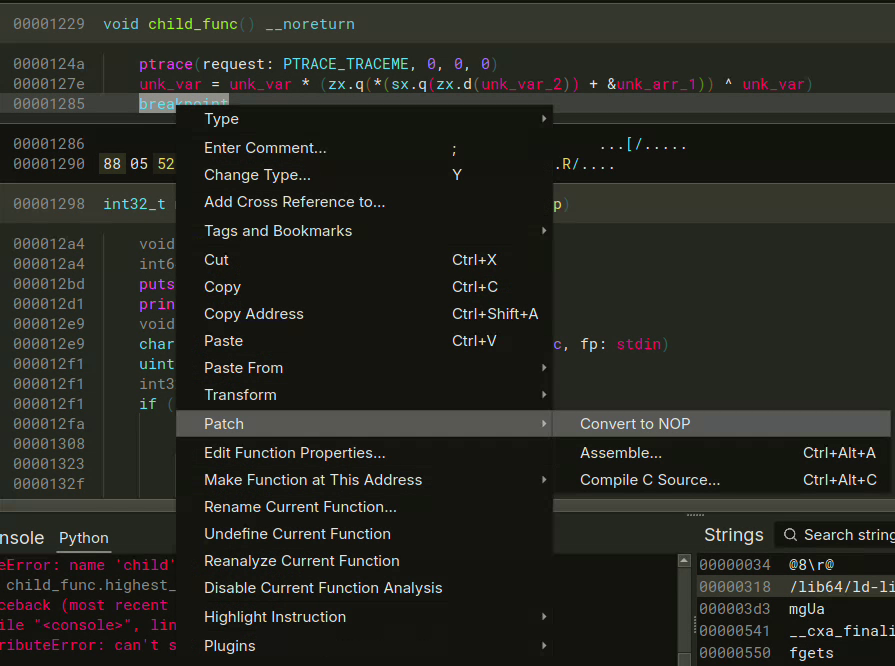 00001229 void child_func() __noreturn
0000124a ptrace(request: PTRACE_TRACEME, 0, 0, 0)
0000127e unk_var = unk_var * (zx.q(*(sx.q(zx.d(unk_var_2)) + &unk_arr_1)) ^ unk_var)
00001285 breakpoint
Type
00001286 ...[/.....
Enter Comment... ;
00001290 88 05 52 .R/....
Change Type... Y
00001298 int32_t p)
Add Cross Reference to...
Tags and Bookmarks
000012a4 void
Cut Ctrl+X
000012a4 int6
000012bd puts
Copy Ctrl+C
000012d1 prin
Copy Address Ctrl+Shift+A
000012e9 void
000012e9 char c, fp: stdin)
Paste Ctrl+V
000012f1 uint
Paste From
000012f1 int3
Transform
000012f1 if (
Patch
Convert to NOP
000012fa
00001308
Edit Function Properties...
Assemble... Ctrl+Alt+A
00001323
Make Function at This Address
Compile C Source... Ctrl+Alt+C
0000132f
Rename Current Function...
Undefine Current Function
nsole Python
Strings
Search string
Reanalyze Current Function
eError: name 'child'
00000034 @8\r@
Disable Current Function Analysis
child_func.highest_
00000318 /lib64/ld-li
ceback (most recent
000003d3 mgUa
Highlight Instruction
ile "<console>", lin
00000541 __cxa_finali
Plugins
ributeError: can't s
00000550 fgets